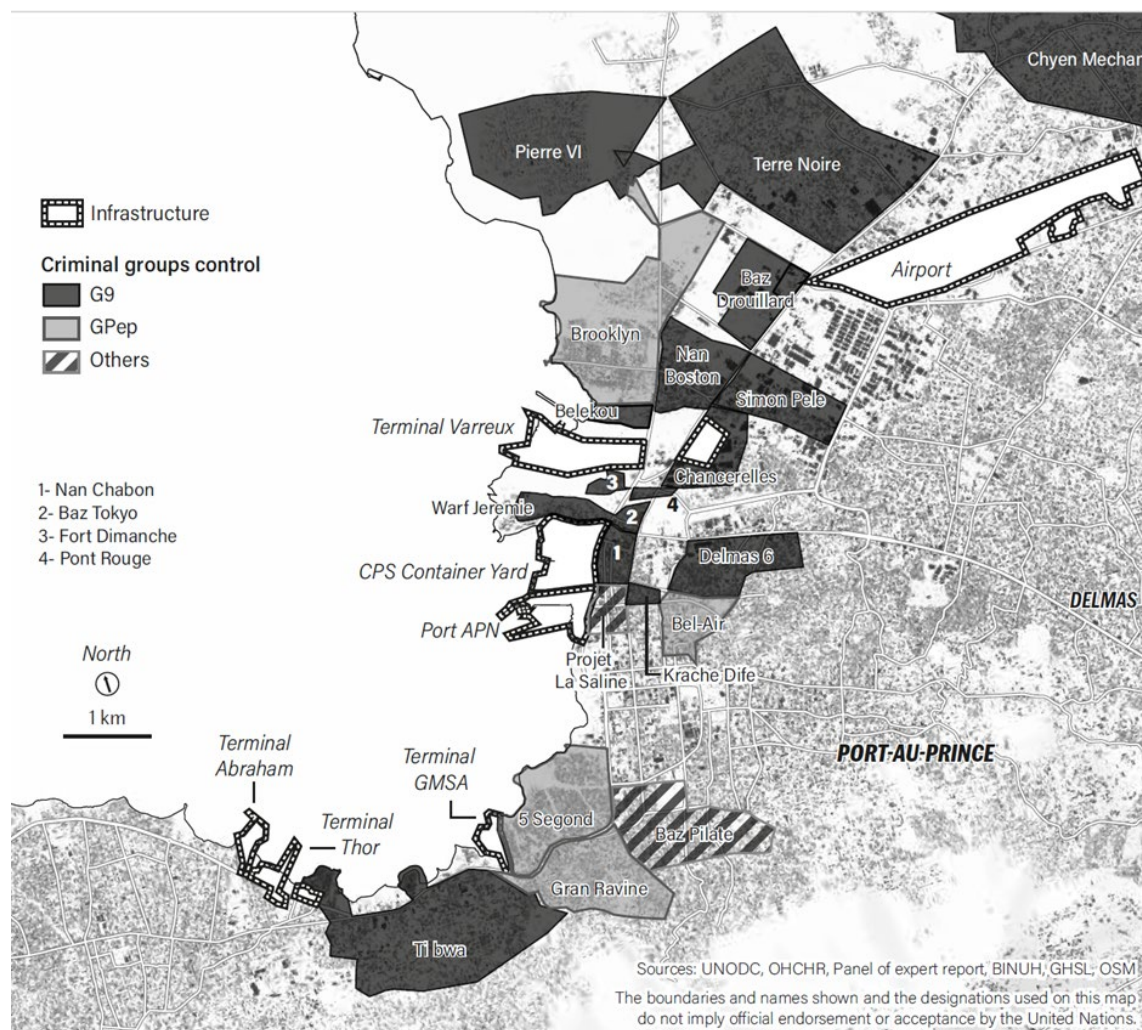 Chyen Mechan
Pierre VI
Terre Noire
Infrastructure
Criminal groups control
G9
GPep
Others
Airport
Baz
Drouillard
Brooklyn
Nan
Boston
Simon Pele
Belekou
Terminal Varreux
Chancerelles
3
4
Warf Jeremie
2
1- Nan Chabon
2- Baz Tokyo
3- Fort Dimanche
4- Pont Rouge
1
Delmas 6
CPS Container Yard
DELMAS
Port APN
Bel-Air
Projet
La Saline
Krache Dife
North
1 km
Terminal
Abraham
Terminal
GMSA
PORT-AU-PRINCE
Terminal
Thor
5 Segond
Baz Pilate
Gran Ravine
Ti bwa
Sources: UNODC, OHCHR, Panel of expert report, BINUH, GHSL, OSM
The boundaries and names shown and the designations used on this map
do not imply official endorsement or acceptance by the United Nations.